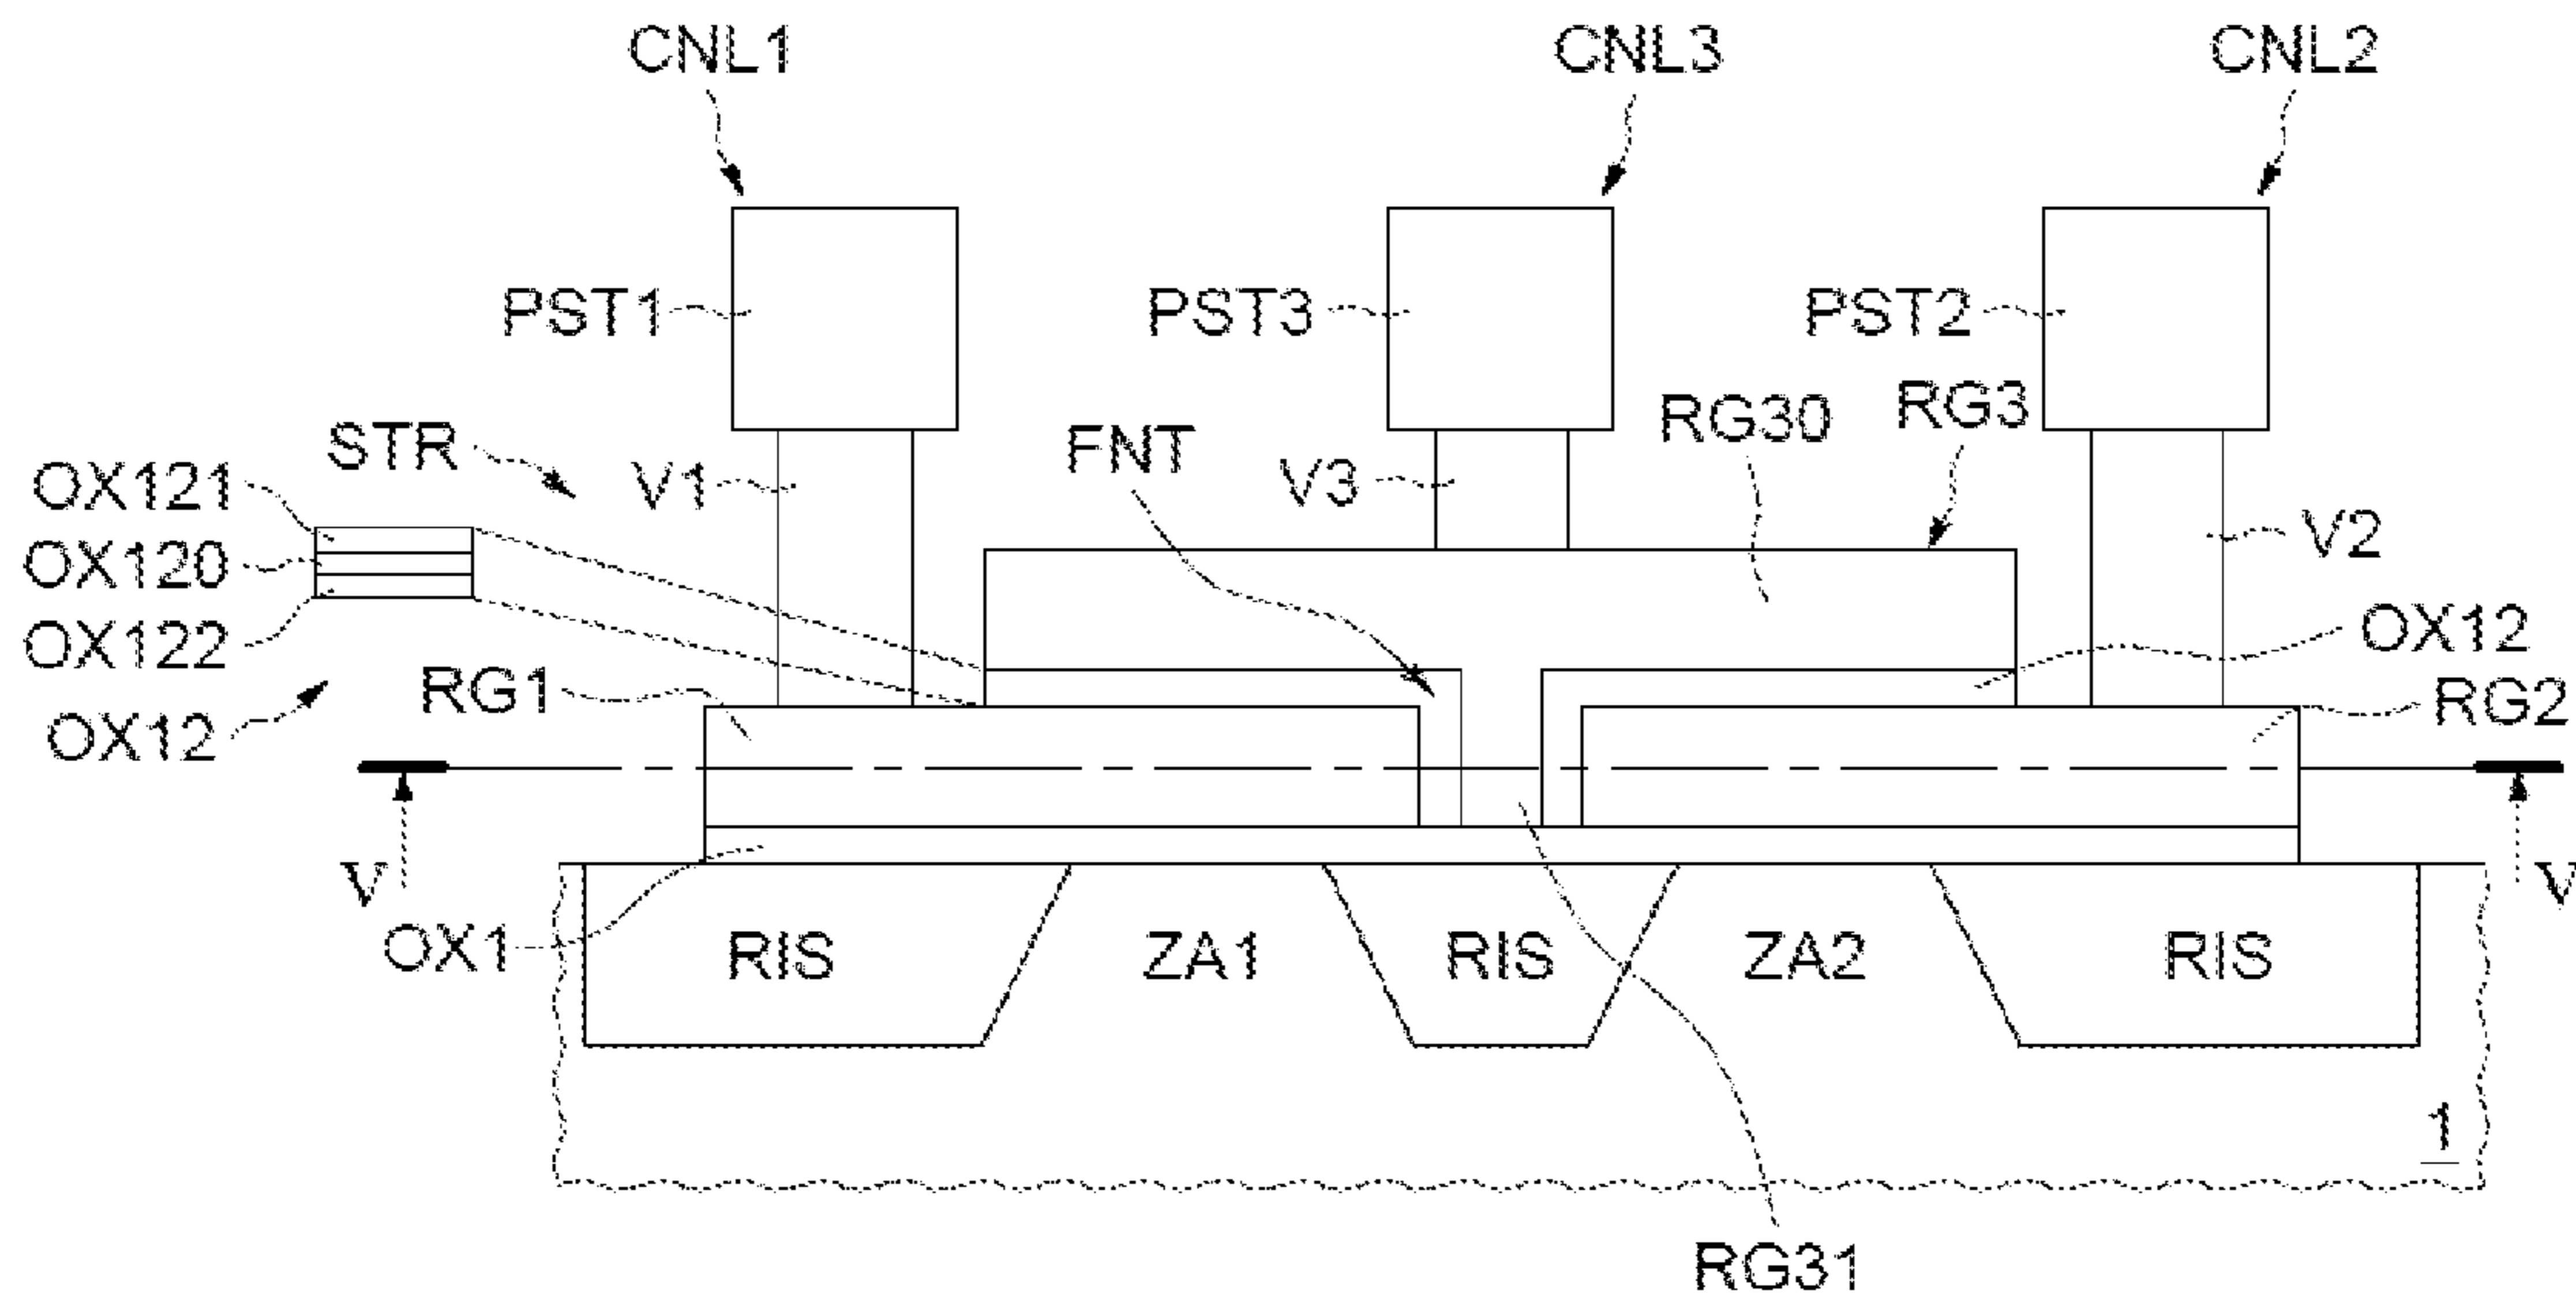 CNL1 CNL3 CNL2
PST1 PST3 PST2
STR V1 FNT V3 RG30 RG3
OX121
OX120 V2
OX122 OX12
RG1 RG2
OX12
V V
OX1 RIS ZA1 RIS ZA2 RIS
1
RG31